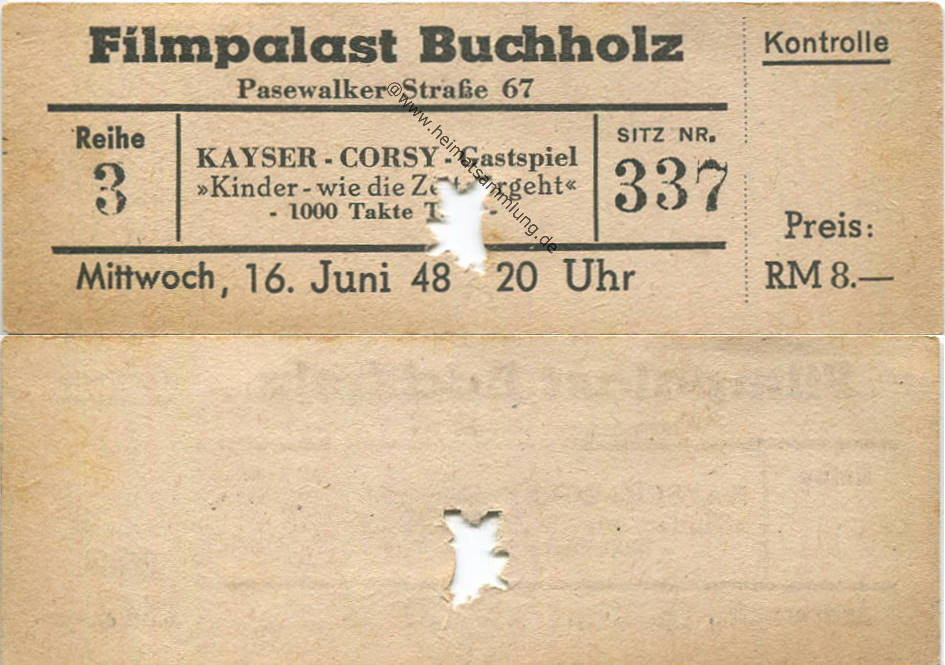 Filmpalast Buchholz
Pasewalker Straße 67
Reihe
3
KAYSER - CORSY - Gastspiel
»Kinder - wie die vergeht«
- 1000 Takte -
SITZ NR.
337
Mittwoch, 16. Juni 48 20 Uhr
Kontrolle
Preis:
RM 8.—
@www.heimatsammlung.de